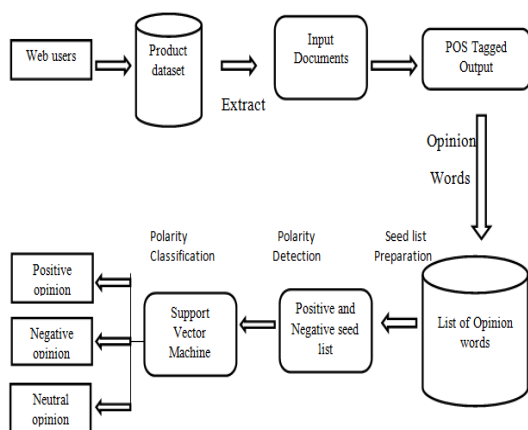 Web users
Product
dataset
Extract
Input
Documents
POS Tagged
Output
Opinion
Words
Seed list
Preparation
List of Opinion
words
Polarity
Detection
Positive and
Negative seed
list
Polarity
Classification
Support
Vector
Machine
Positive
opinion
Negative
opinion
Neutral
opinion